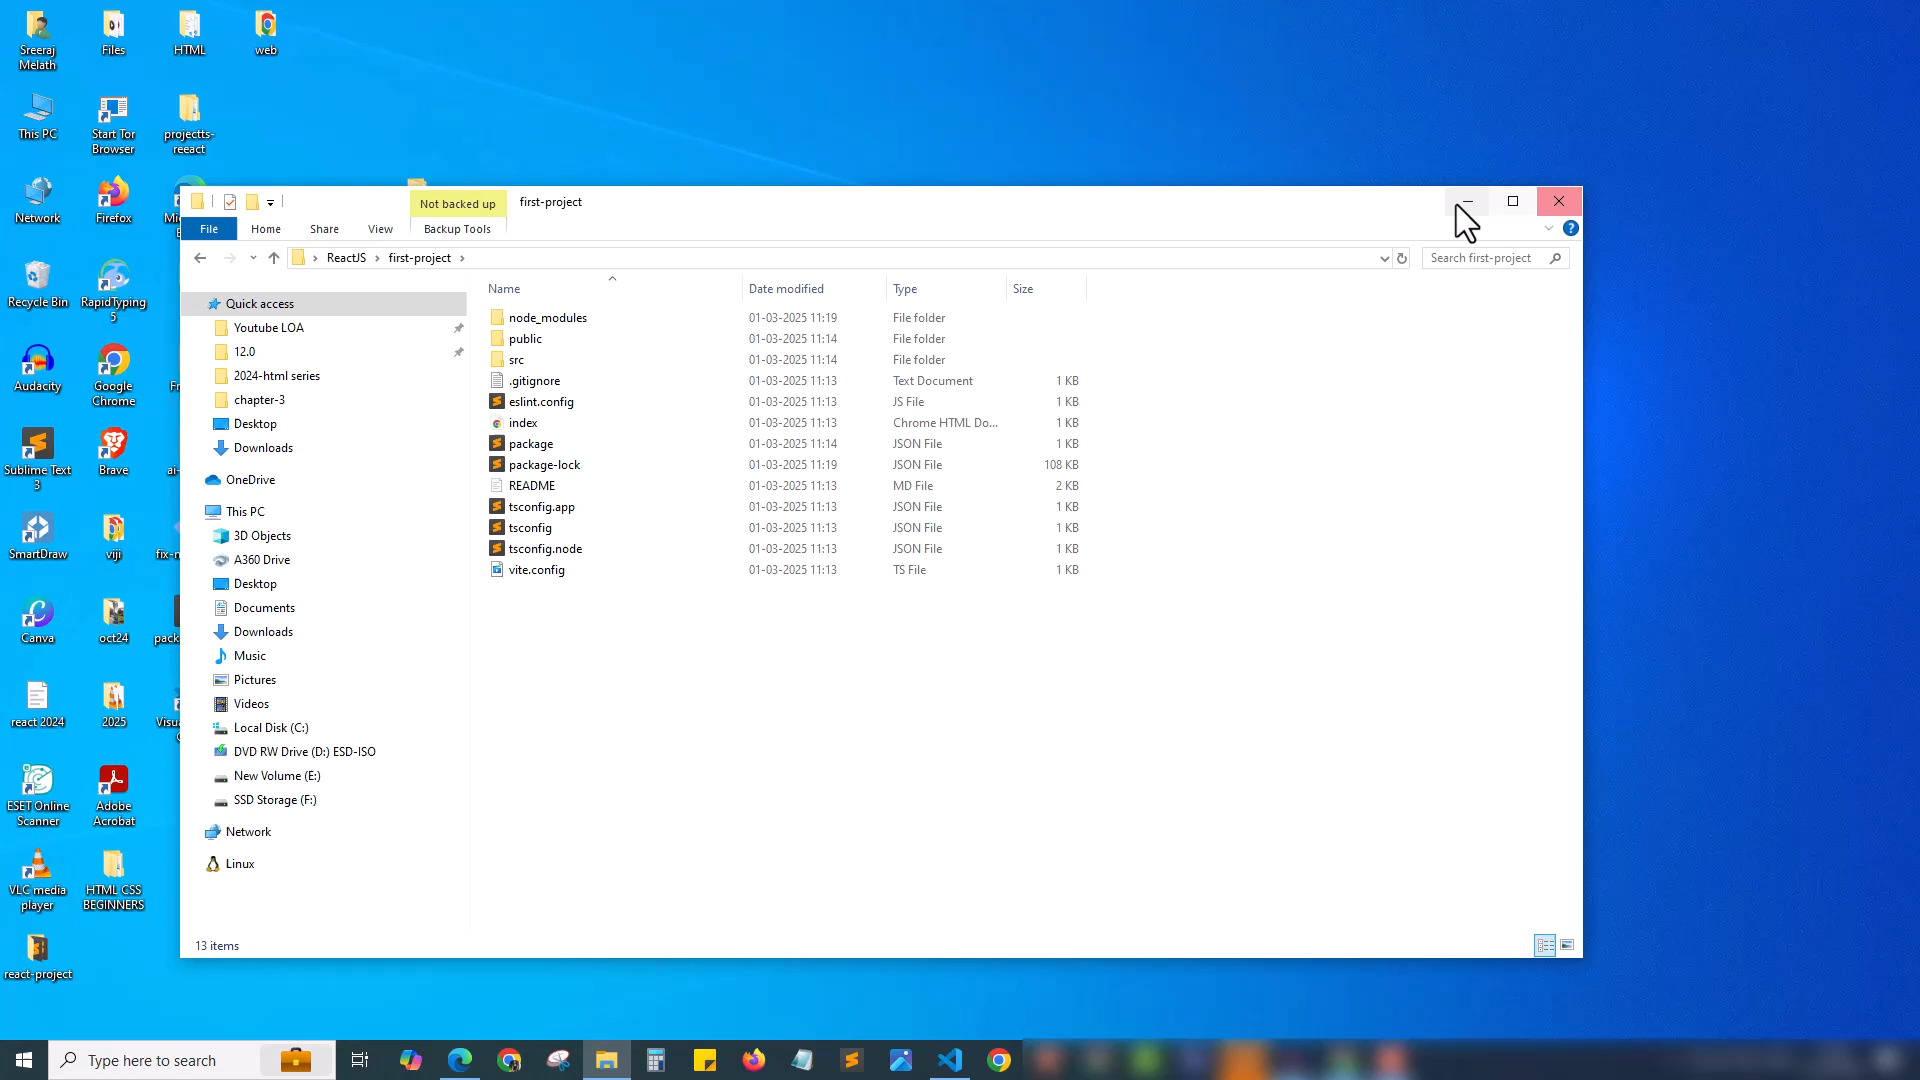 Sreeraj
Melath
Files
HTML
web
This PC
Start Tor
Browser
projectts-
reeact
Network
Firefox
Recycle Bin
RapidTyping
5
Audacity
Google
Chrome
Sublime Text
3
Brave
SmartDraw
viji
Canva
oct24
react 2024
2025
ESET Online
Scanner
Adobe
Acrobat
VLC media
player
HTML CSS
BEGINNERS
react-project
Not backed up
first-project
File
Home
Share
View
Backup Tools
ReactJS
first-project
Search first-project
Quick access
Youtube LOA
12.0
2024-html series
chapter-3
Desktop
Downloads
OneDrive
This PC
3D Objects
A360 Drive
Desktop
Documents
Downloads
Music
Pictures
Videos
Local Disk (C:)
DVD RW Drive (D:) ESD-ISO
New Volume (E:)
SSD Storage (F:)
Network
Linux
Name Date modified Type Size
node_modules 01-03-2025 11:19 File folder
public 01-03-2025 11:14 File folder
src 01-03-2025 11:14 File folder
.gitignore 01-03-2025 11:13 Text Document 1 KB
eslint.config 01-03-2025 11:13 JS File 1 KB
index 01-03-2025 11:13 Chrome HTML Do... 1 KB
package 01-03-2025 11:14 JSON File 1 KB
package-lock 01-03-2025 11:19 JSON File 108 KB
README 01-03-2025 11:13 MD File 2 KB
tsconfig.app 01-03-2025 11:13 JSON File 1 KB
tsconfig 01-03-2025 11:13 JSON File 1 KB
tsconfig.node 01-03-2025 11:13 JSON File 1 KB
vite.config 01-03-2025 11:13 TS File 1 KB
13 items
Type here to search